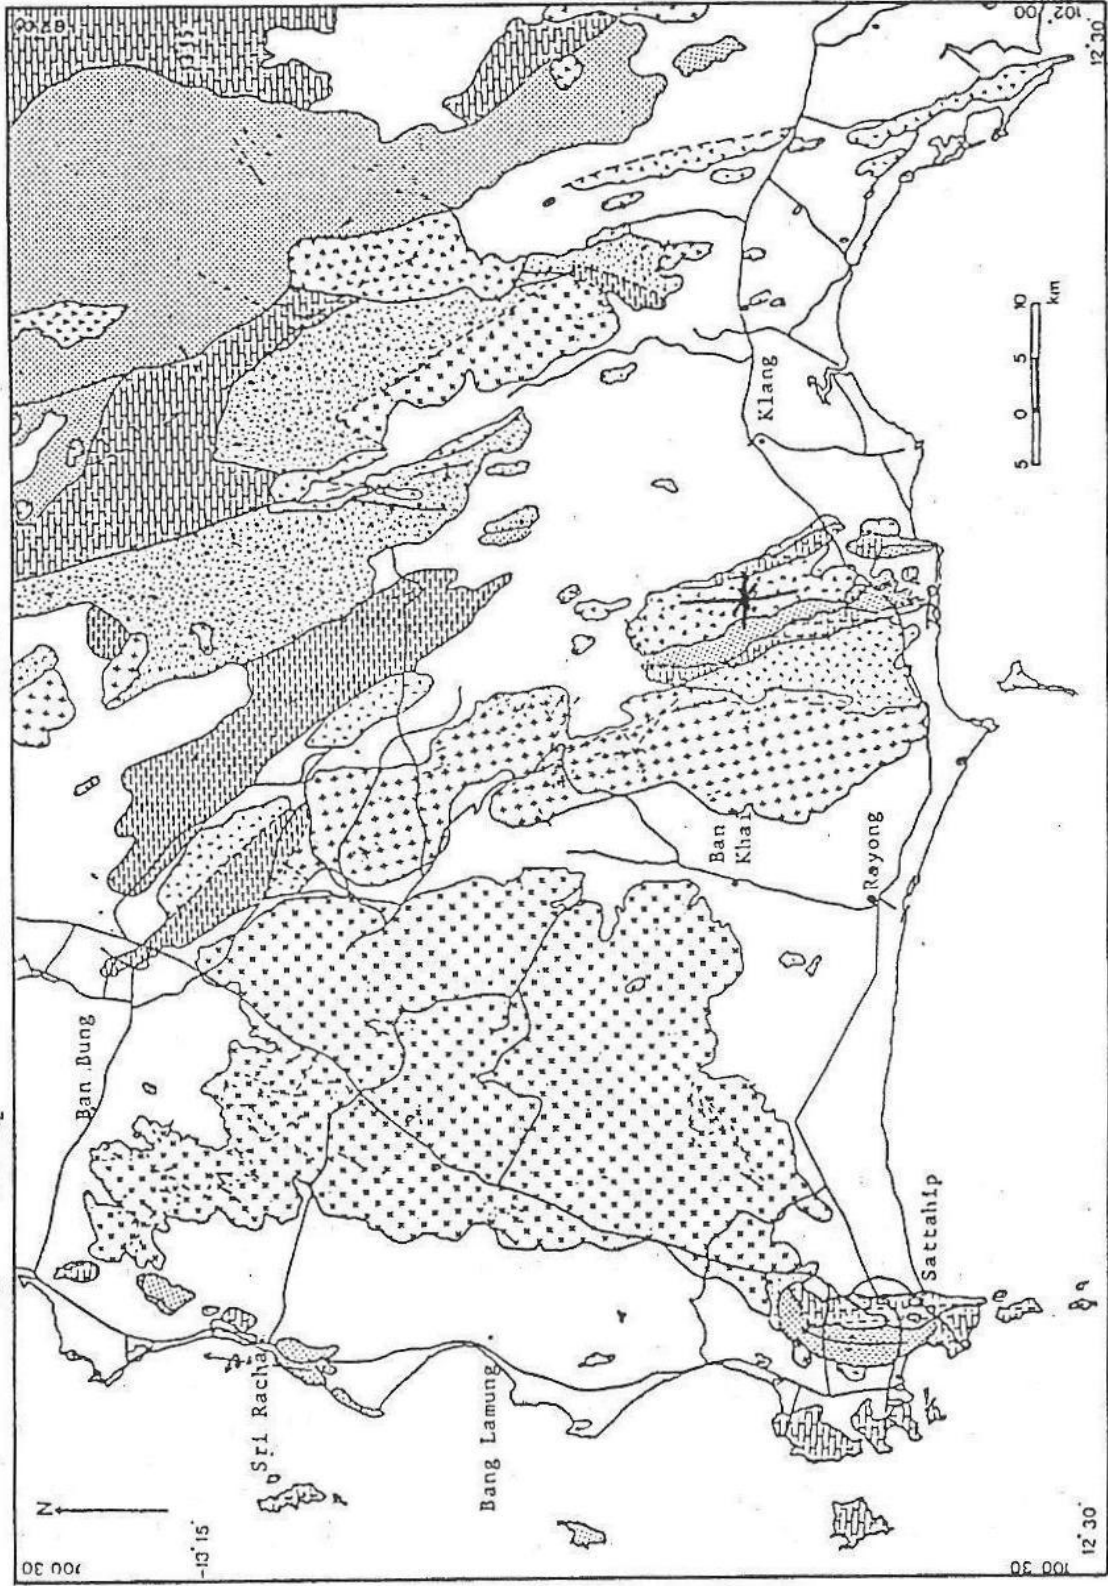 100 30
N
13° 15'
Ban Bung
Sri Racha
Bang Lamung
Sattahip
Ban
Khai
Rayong
Klang
5 0 5 10
km
100 30
12° 30'
102° 00
12° 30'